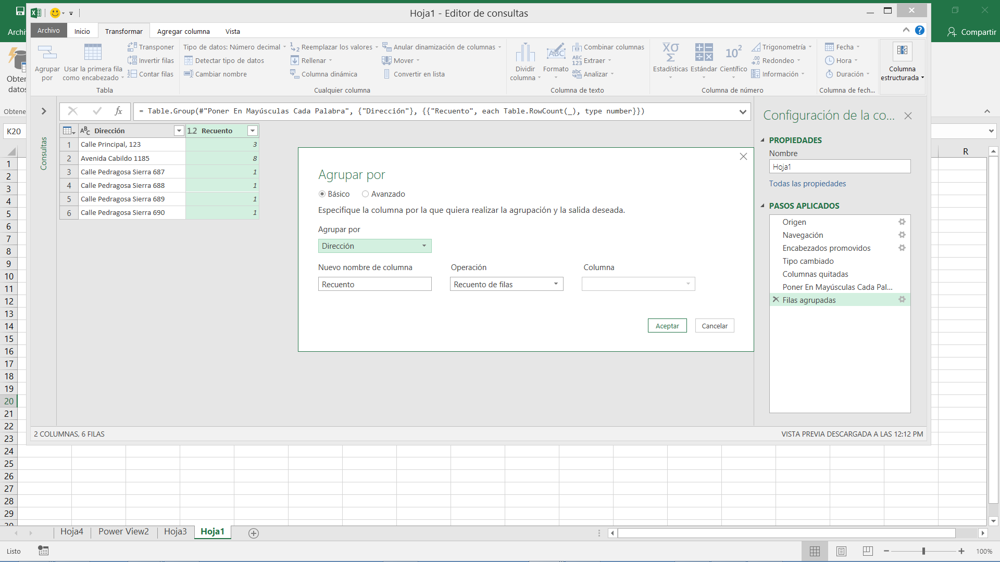 Hoja1 - Editor de consultas
Archivo
Inicio
Transformar
Agregar columna
Vista
Compartir
Agrupar por
Usar la primera fila como encabezado
Transponer
Invertir filas
Contar filas
Tabla
Tipo de datos: Número decimal
Detectar tipo de datos
Cambiar nombre
Reemplazar los valores
Rellenar
Columna dinámica
Anular dinamización de columnas
Mover
Convertir en lista
Cualquier columna
Dividir columna
Formato
Combinar columnas
Extraer
Analizar
Columna de texto
Estadísticas
Estándar
Científico
Trigonometría
Redondeo
Información
Columna de número
Fecha
Hora
Duración
Columna de fech...
Columna estructurada
Archi
Obten
datos
Obtene
K20
Consultas
= Table.Group(#"Poner En Mayúsculas Cada Palabra", {"Dirección"}, {{"Recuento", each Table.RowCount(_), type number}})
Dirección 1.2 Recuento
1 Calle Principal, 123 3
2 Avenida Cabildo 1185 8
3 Calle Pedragosa Sierra 687 1
4 Calle Pedragosa Sierra 688 1
5 Calle Pedragosa Sierra 689 1
6 Calle Pedragosa Sierra 690 1
Agrupar por
Básico Avanzado
Especifique la columna por la que quiera realizar la agrupación y la salida deseada.
Agrupar por
Dirección
Nuevo nombre de columna Operación Columna
Recuento Recuento de filas
Aceptar Cancelar
Configuración de la co...
PROPIEDADES
Nombre
Hoja1
Todas las propiedades
PASOS APLICADOS
Origen
Navegación
Encabezados promovidos
Tipo cambiado
Columnas quitadas
Poner En Mayúsculas Cada Pal...
Filas agrupadas
2 COLUMNAS, 6 FILAS
VISTA PREVIA DESCARGADA A LAS 12:12 PM
R
1
2
3
4
5
6
7
8
9
10
11
12
13
14
15
16
17
18
19
20
21
22
23
24
25
26
27
28
29
Hoja4 Power View2 Hoja3 Hoja1
Listo
100%